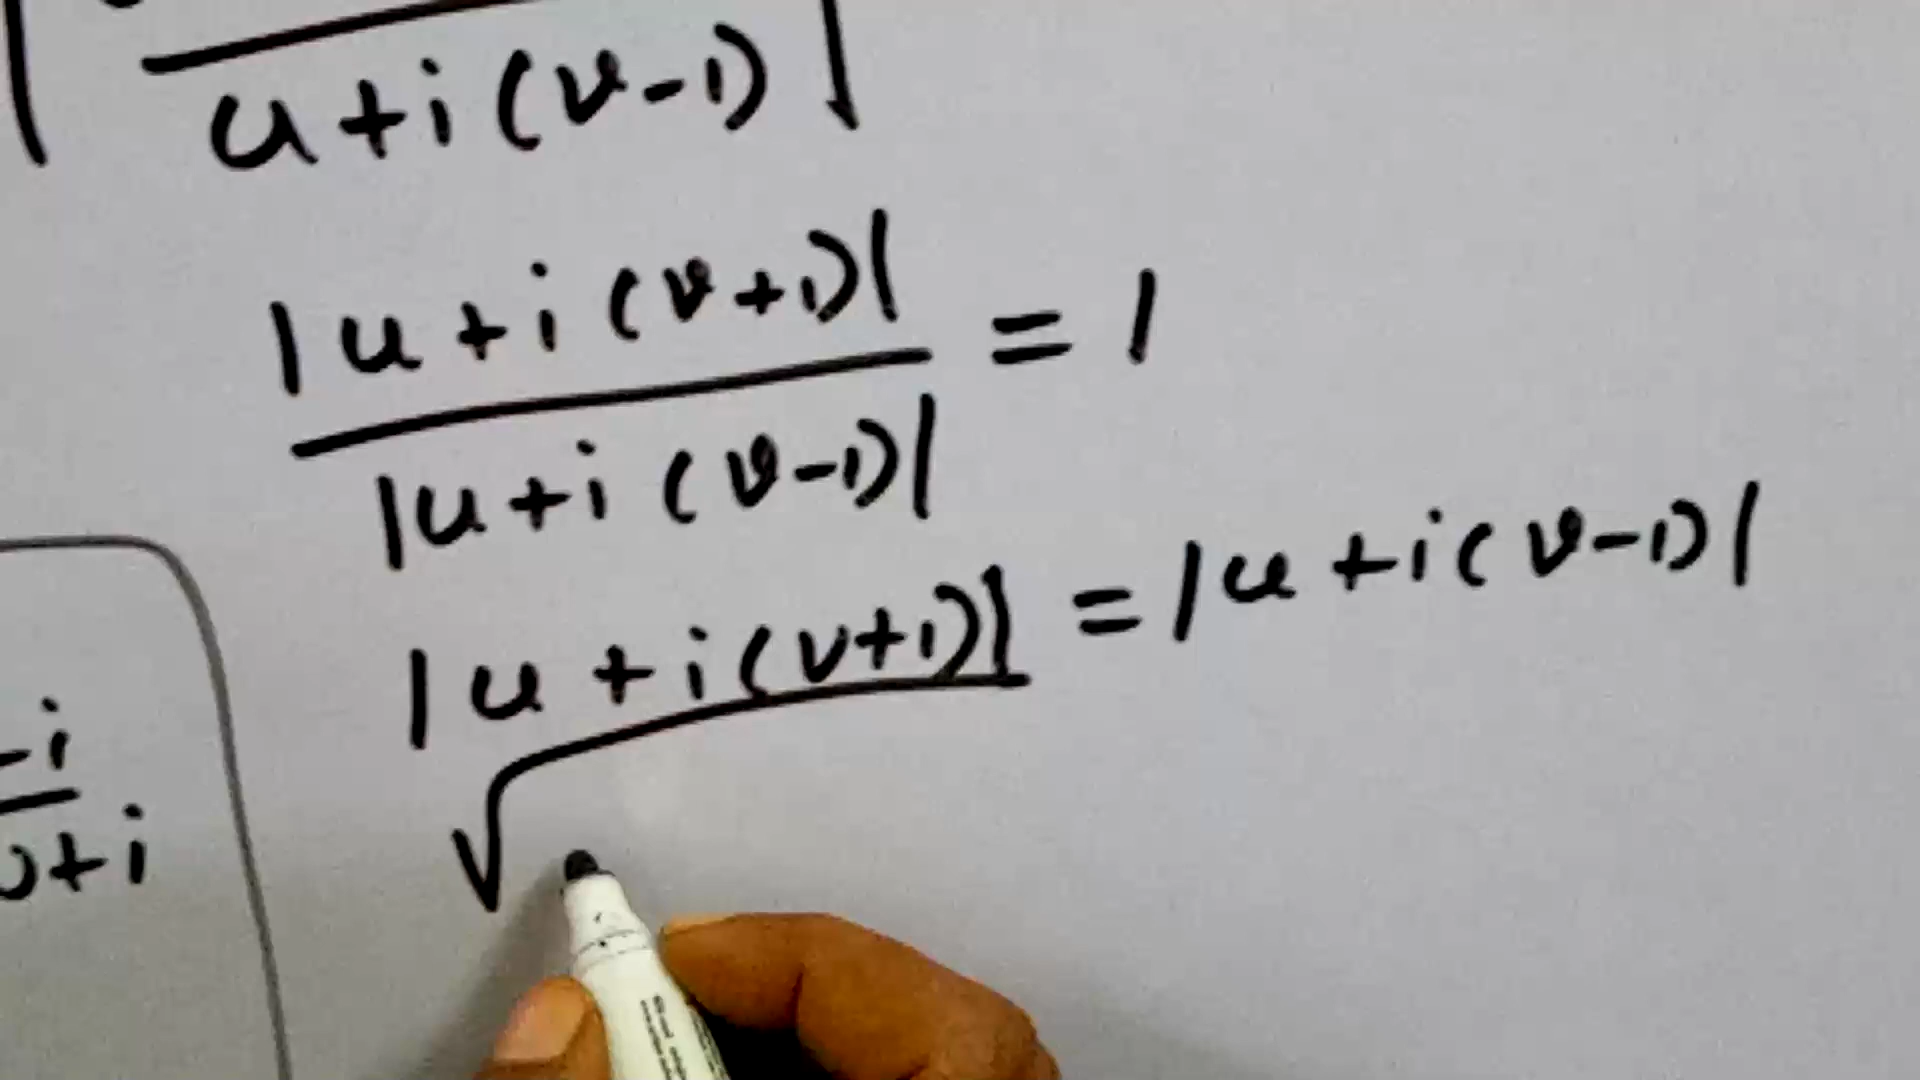 u+i(v-1)|
|u+i(v+1)|
= 1
|u+i(v-1)|
|u+i(v+1)| = |u+i(v-1)|
√
-i
+i